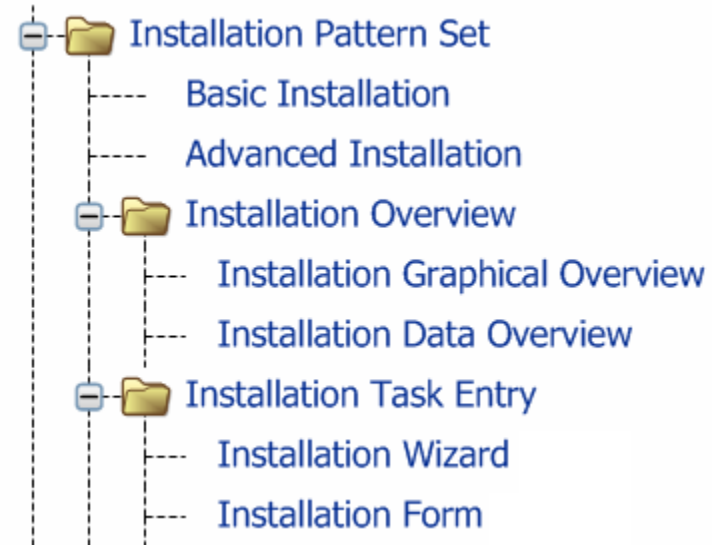 Installation Pattern Set
Basic Installation
Advanced Installation
Installation Overview
Installation Graphical Overview
Installation Data Overview
Installation Task Entry
Installation Wizard
Installation Form